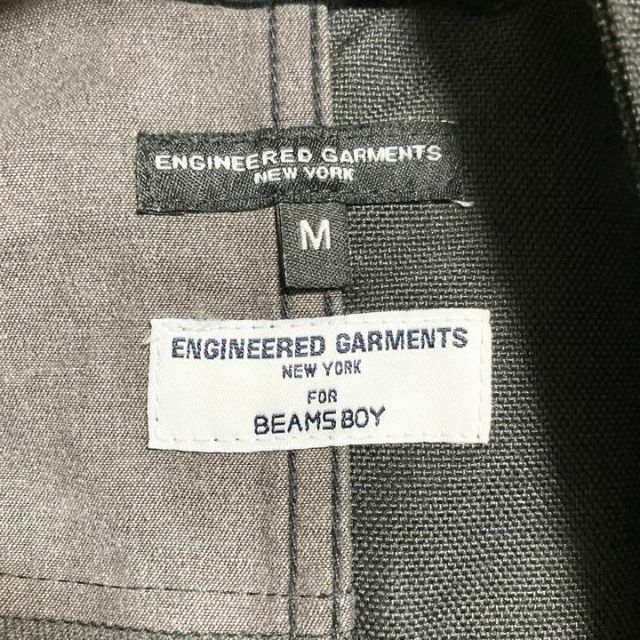 ENGINEERED GARMENTS
NEW YORK
M
ENGINEERED GARMENTS
NEW YORK
FOR
BEAMS BOY